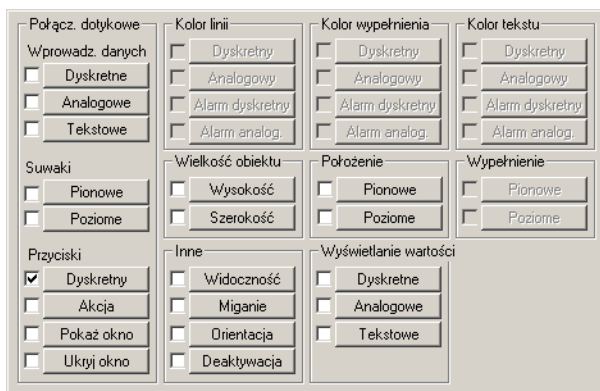 Połącz. dotykowe
Wprowadz. danych
Dyskretne
Analogowe
Tekstowe
Suwaki
Pionowe
Poziome
Przyciski
Dyskretny
Akcja
Pokaż okno
Ukryj okno
Kolor linii
Dyskretny
Analogowy
Alarm dyskretny
Alarm analog.
Kolor wypełnienia
Dyskretny
Analogowy
Alarm dyskretny
Alarm analog.
Kolor tekstu
Dyskretny
Analogowy
Alarm dyskretny
Alarm analog.
Wielkość obiektu
Wysokość
Szerokość
Położenie
Pionowe
Poziome
Wypełnienie
Pionowe
Poziome
Inne
Widoczność
Miganie
Orientacja
Deaktywacja
Wyświetlanie wartości
Dyskretne
Analogowe
Tekstowe